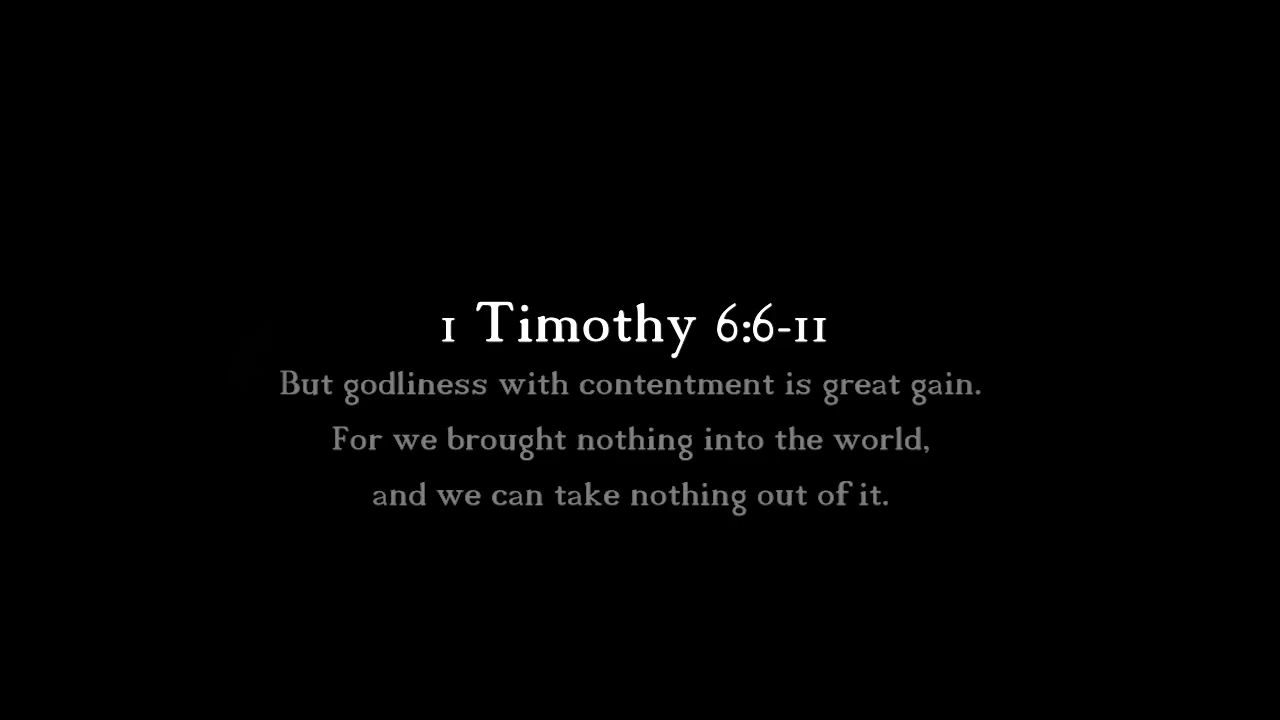 1 Timothy 6:6-11
But godliness with contentment is great gain.
For we brought nothing into the world,
and we can take nothing out of it.